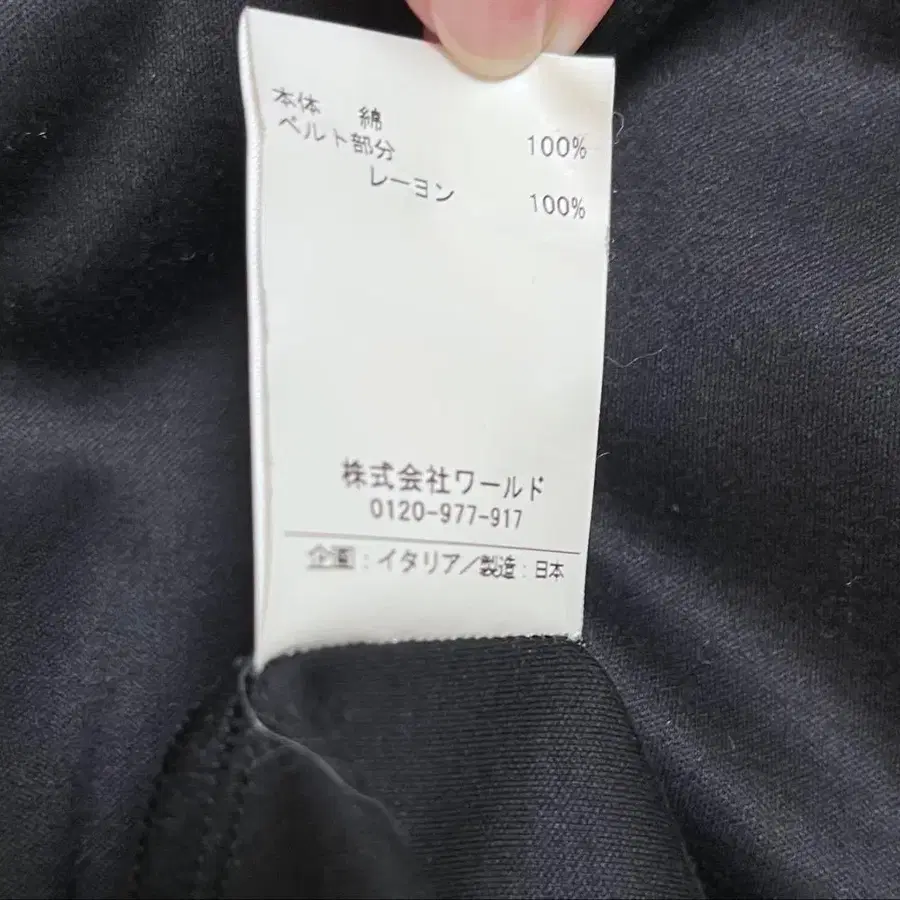 本体　綿 100%
ベルト部分
レーヨン 100%
株式会社ワールド
0120-977-917
企画：イタリア／製造：日本